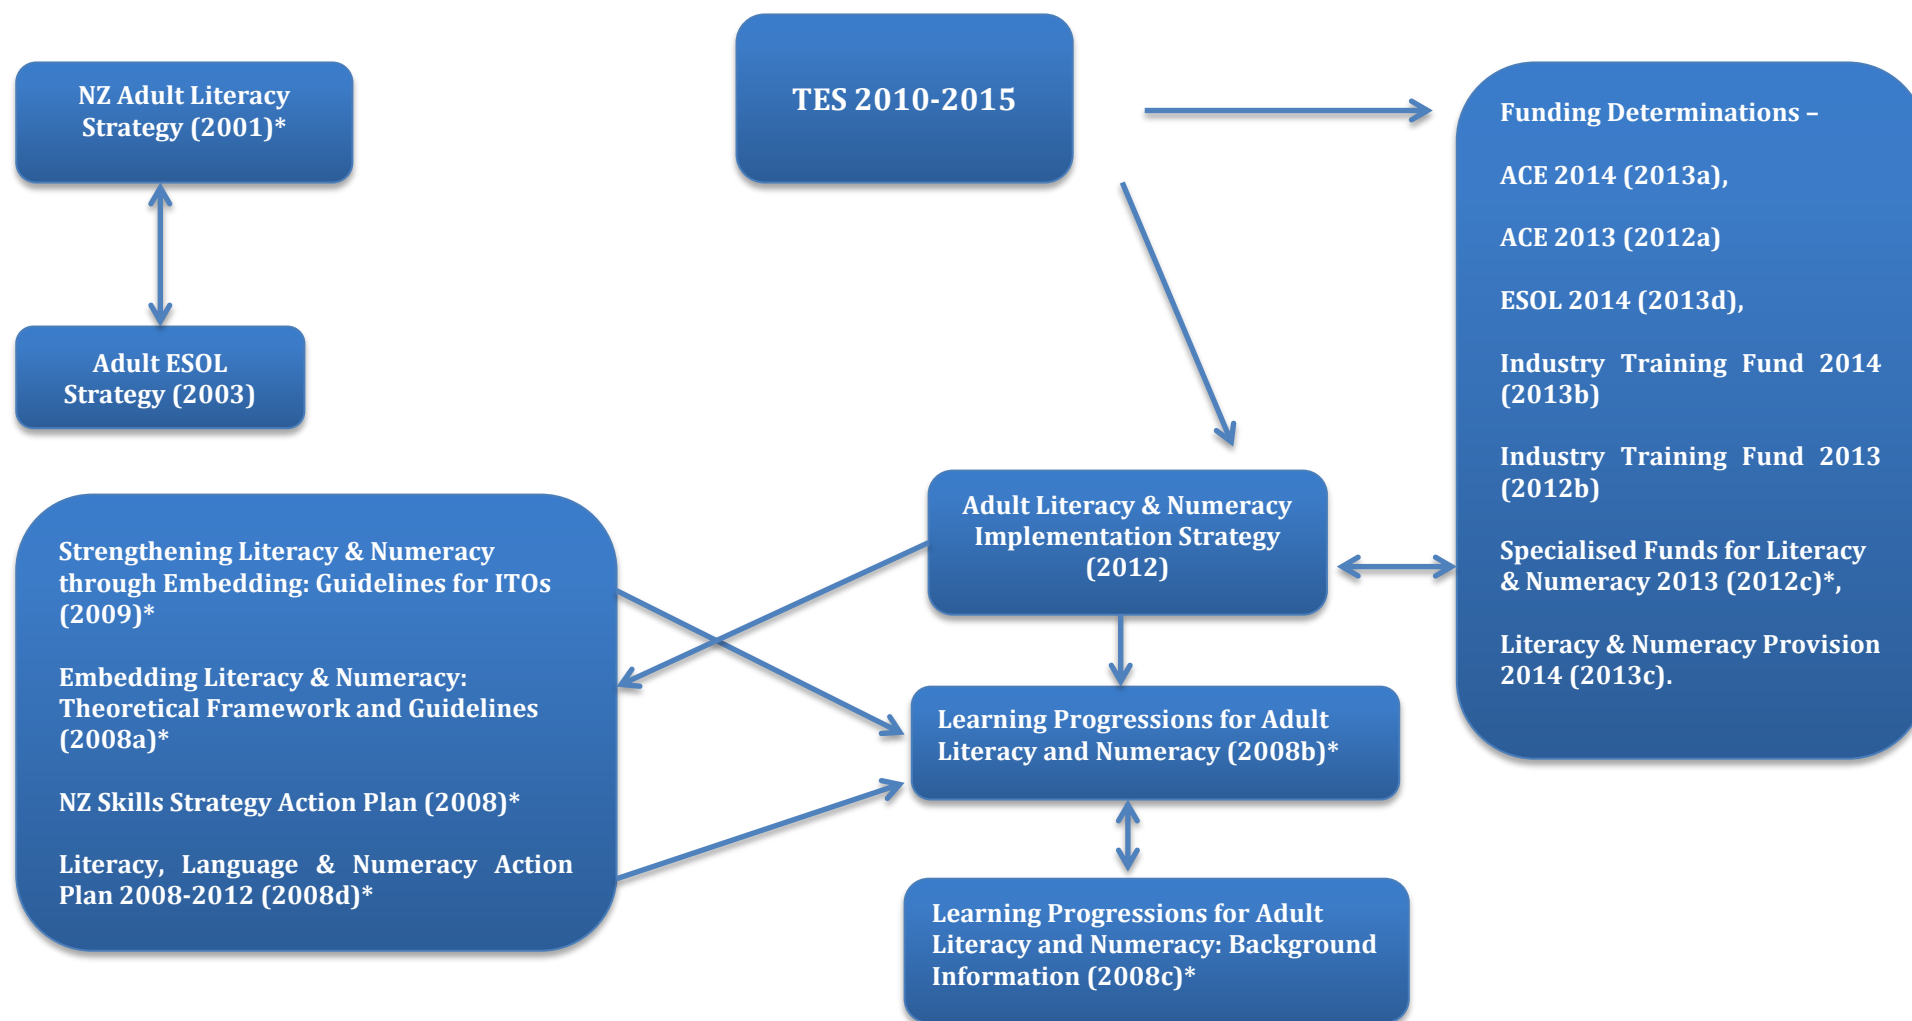 NZ Adult Literacy
Strategy (2001)*
Adult ESOL
Strategy (2003)
TES 2010-2015
Funding Determinations –
ACE 2014 (2013a),
ACE 2013 (2012a)
ESOL 2014 (2013d),
Industry Training Fund 2014
(2013b)
Industry Training Fund 2013
(2012b)
Specialised Funds for Literacy
& Numeracy 2013 (2012c)*,
Literacy & Numeracy Provision
2014 (2013c).
Adult Literacy & Numeracy
Implementation Strategy
(2012)
Strengthening Literacy & Numeracy
through Embedding: Guidelines for ITOs
(2009)*
Embedding Literacy & Numeracy:
Theoretical Framework and Guidelines
(2008a)*
NZ Skills Strategy Action Plan (2008)*
Literacy, Language & Numeracy Action
Plan 2008-2012 (2008d)*
Learning Progressions for Adult
Literacy and Numeracy (2008b)*
Learning Progressions for Adult
Literacy and Numeracy: Background
Information (2008c)*